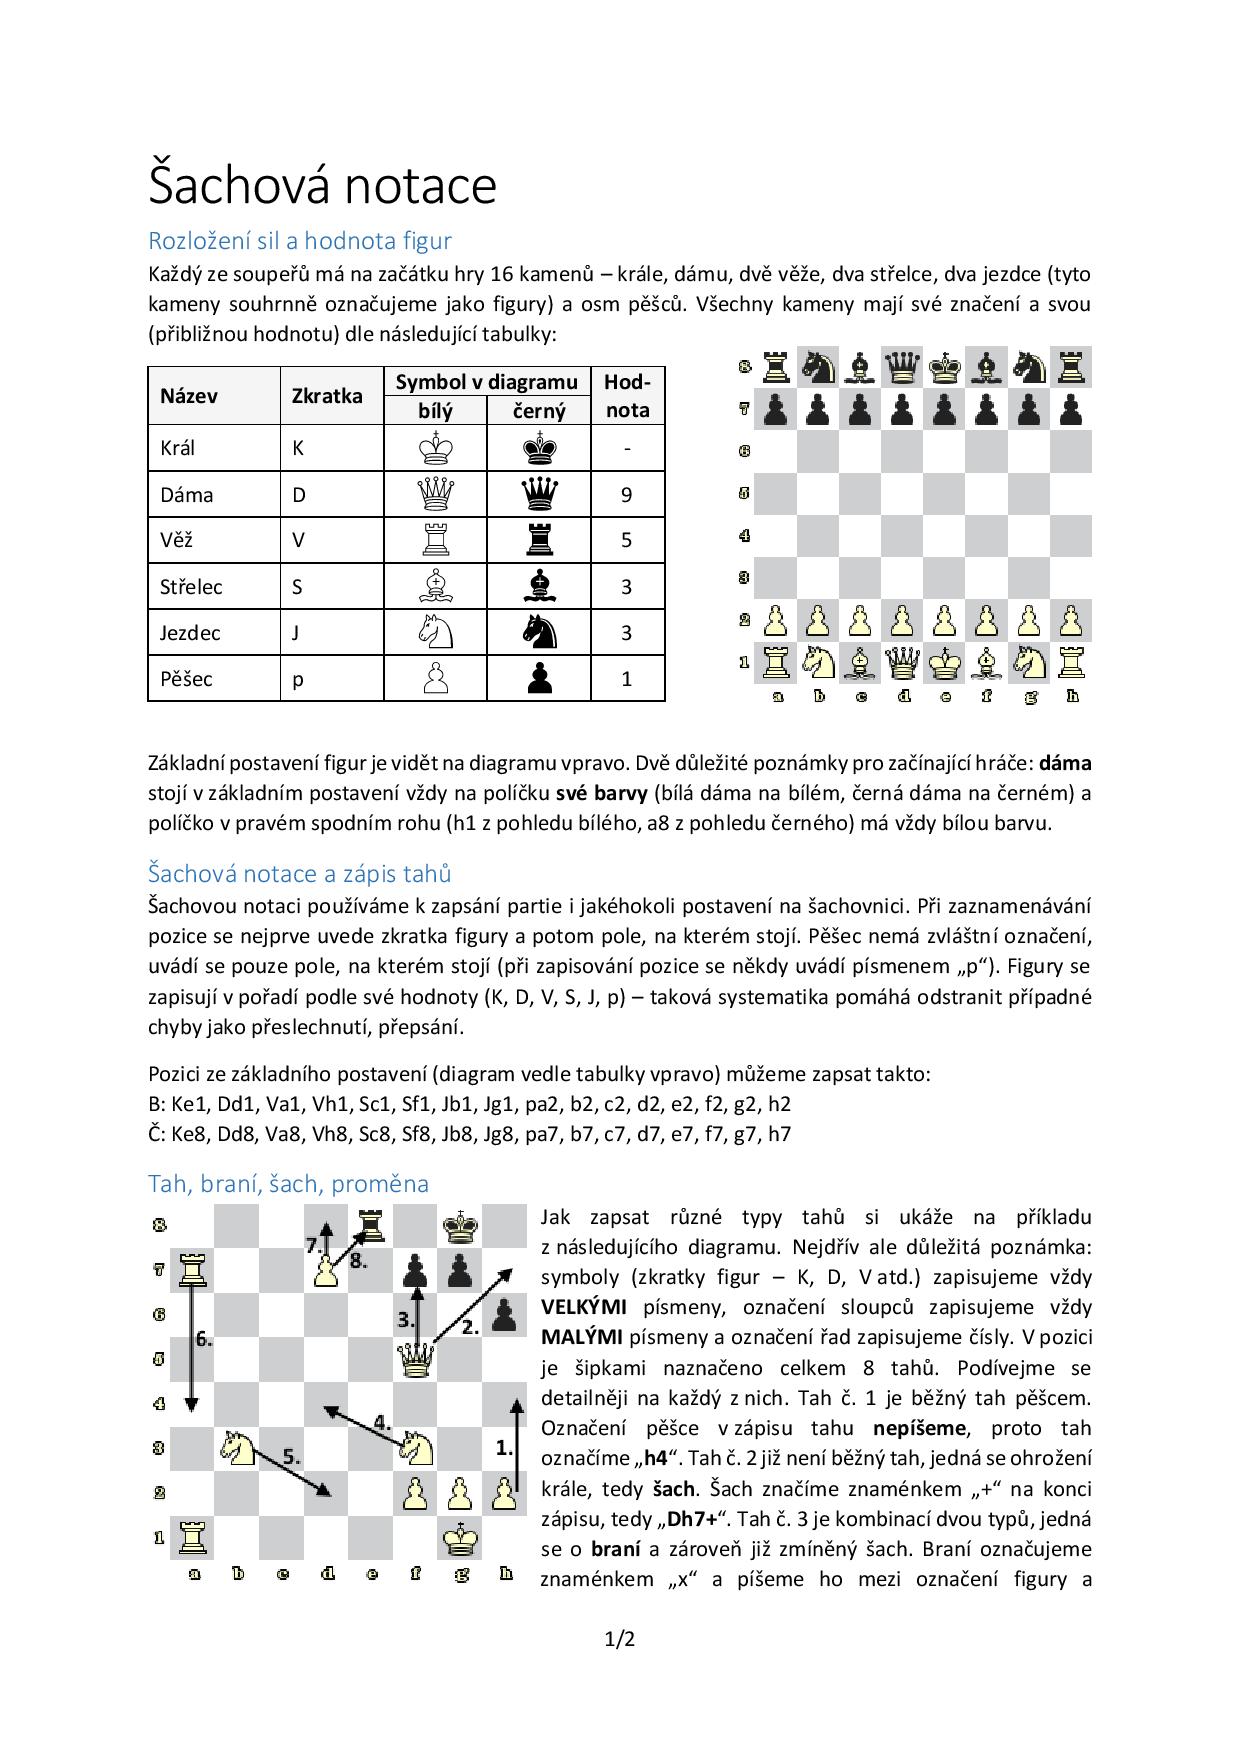 Šachová notace
Rozložení sil a hodnota figur
Každý ze soupeřů má na začátku hry 16 kamenů – krále, dámu, dvě věže, dva střelce, dva jezdce (tyto
kameny souhrnně označujeme jako figury) a osm pěšců. Všechny kameny mají své značení a svou
(přibližnou hodnotu) dle následující tabulky:
Název Zkratka Symbol v diagramu Hod-
bílý černý nota
Král K -
Dáma D 9
Věž V 5
Střelec S 3
Jezdec J 3
Pěšec p 1
8
7
6
5
4
3
2
1
a b c d e f g h
Základní postavení figur je vidět na diagramu vpravo. Dvě důležité poznámky pro začínající hráče: dáma
stojí v základním postavení vždy na políčku své barvy (bílá dáma na bílém, černá dáma na černém) a
políčko v pravém spodním rohu (h1 z pohledu bílého, a8 z pohledu černého) má vždy bílou barvu.
Šachová notace a zápis tahů
Šachovou notaci používáme k zapsání partie i jakéhokoli postavení na šachovnici. Při zaznamenávání
pozice se nejprve uvede zkratka figury a potom pole, na kterém stojí. Pěšec nemá zvláštní označení,
uvádí se pouze pole, na kterém stojí (při zapisování pozice se někdy uvádí písmenem „p“). Figury se
zapisují v pořadí podle své hodnoty (K, D, V, S, J, p) – taková systematika pomáhá odstranit případné
chyby jako přeslechnutí, přepsání.
Pozici ze základního postavení (diagram vedle tabulky vpravo) můžeme zapsat takto:
B: Ke1, Dd1, Va1, Vh1, Sc1, Sf1, Jb1, Jg1, pa2, b2, c2, d2, e2, f2, g2, h2
Č: Ke8, Dd8, Va8, Vh8, Sc8, Sf8, Jb8, Jg8, pa7, b7, c7, d7, e7, f7, g7, h7
Tah, braní, šach, proměna
8
7. 8.
7
6
3. 2.
6.
5
4
4.
3
5. 1.
2
1
a b c d e f g h
Jak zapsat různé typy tahů si ukáže na příkladu
z následujícího diagramu. Nejdřív ale důležitá poznámka:
symboly (zkratky figur – K, D, V atd.) zapisujeme vždy
VELKÝMI písmeny, označení sloupců zapisujeme vždy
MALÝMI písmeny a označení řad zapisujeme čísly. V pozici
je šipkami naznačeno celkem 8 tahů. Podívejme se
detailněji na každý z nich. Tah č. 1 je běžný tah pěšcem.
Označení pěšce v zápisu tahu nepíšeme, proto tah
označíme „h4“. Tah č. 2 již není běžný tah, jedná se ohrožení
krále, tedy šach. Šach značíme znaménkem „+“ na konci
zápisu, tedy „Dh7+“. Tah č. 3 je kombinací dvou typů, jedná
se o braní a zároveň již zmíněný šach. Braní označujeme
znaménkem „x“ a píšeme ho mezi označení figury a
1/2